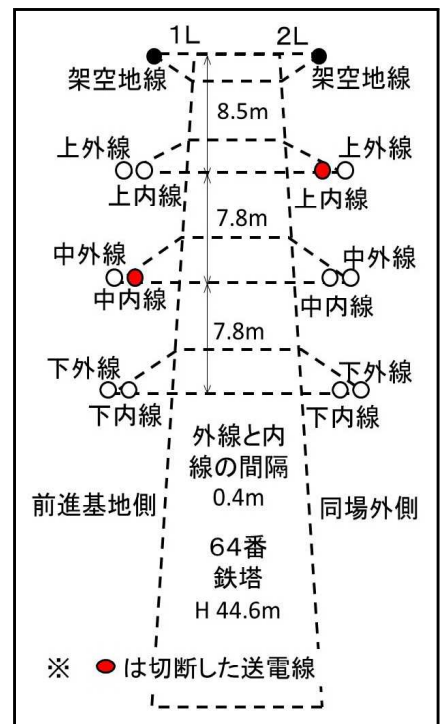 1L 2L
架空地線 架空地線
8.5m
上外線 上外線
上内線 上内線
7.8m
中外線 中外線
中内線 中内線
7.8m
下外線 下外線
下内線 下内線
外線と内
線の間隔
0.4m
前進基地側 同場外側
64番
鉄塔
H 44.6m
※ は切断した送電線